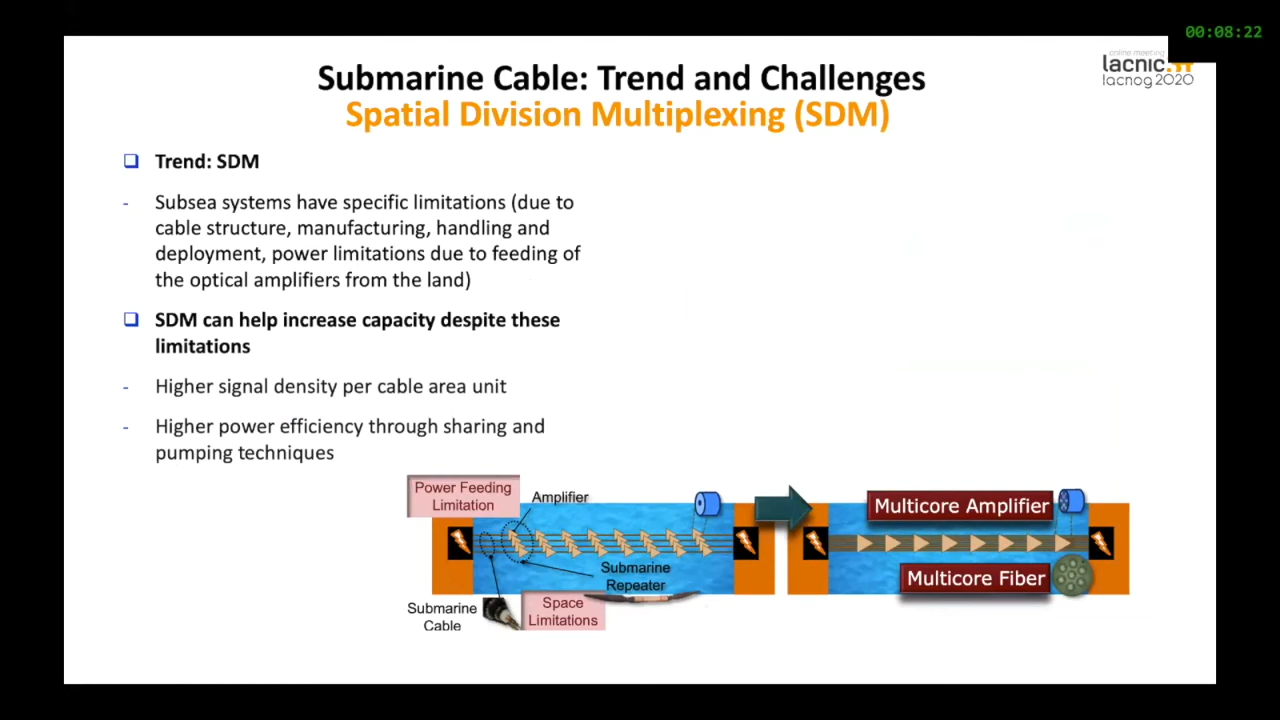 00:08:22
online meeting
lacnic.34
lacnog 2020
Submarine Cable: Trend and Challenges
Spatial Division Multiplexing (SDM)
❑ Trend: SDM
- Subsea systems have specific limitations (due to
cable structure, manufacturing, handling and
deployment, power limitations due to feeding of
the optical amplifiers from the land)
❑ SDM can help increase capacity despite these
limitations
- Higher signal density per cable area unit
- Higher power efficiency through sharing and
pumping techniques
Power Feeding
Limitation
Amplifier
Submarine
Repeater
Submarine
Cable
Space
Limitations
Multicore Amplifier
Multicore Fiber